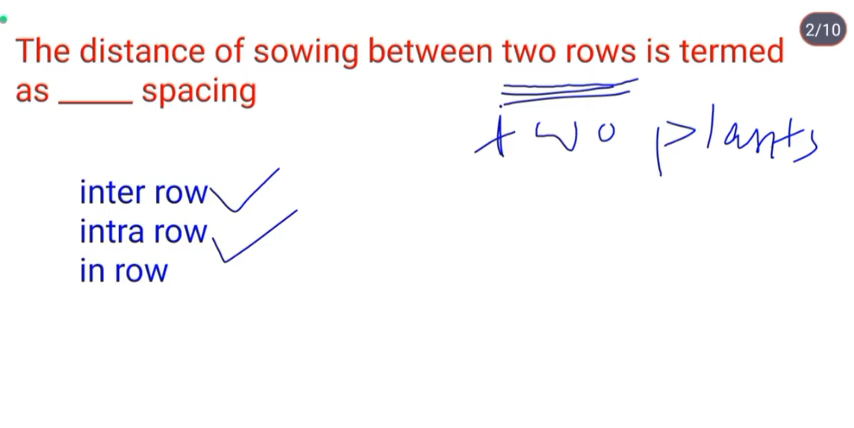 2/10
The distance of sowing between two rows is termed
as _____ spacing
two plants
inter row
intra row
in row